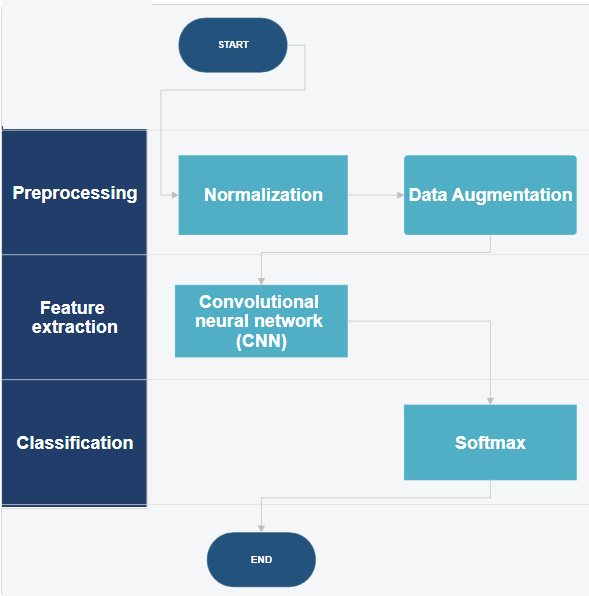 START
Preprocessing
Normalization
Data Augmentation
Feature
extraction
Convolutional
neural network
(CNN)
Classification
Softmax
END